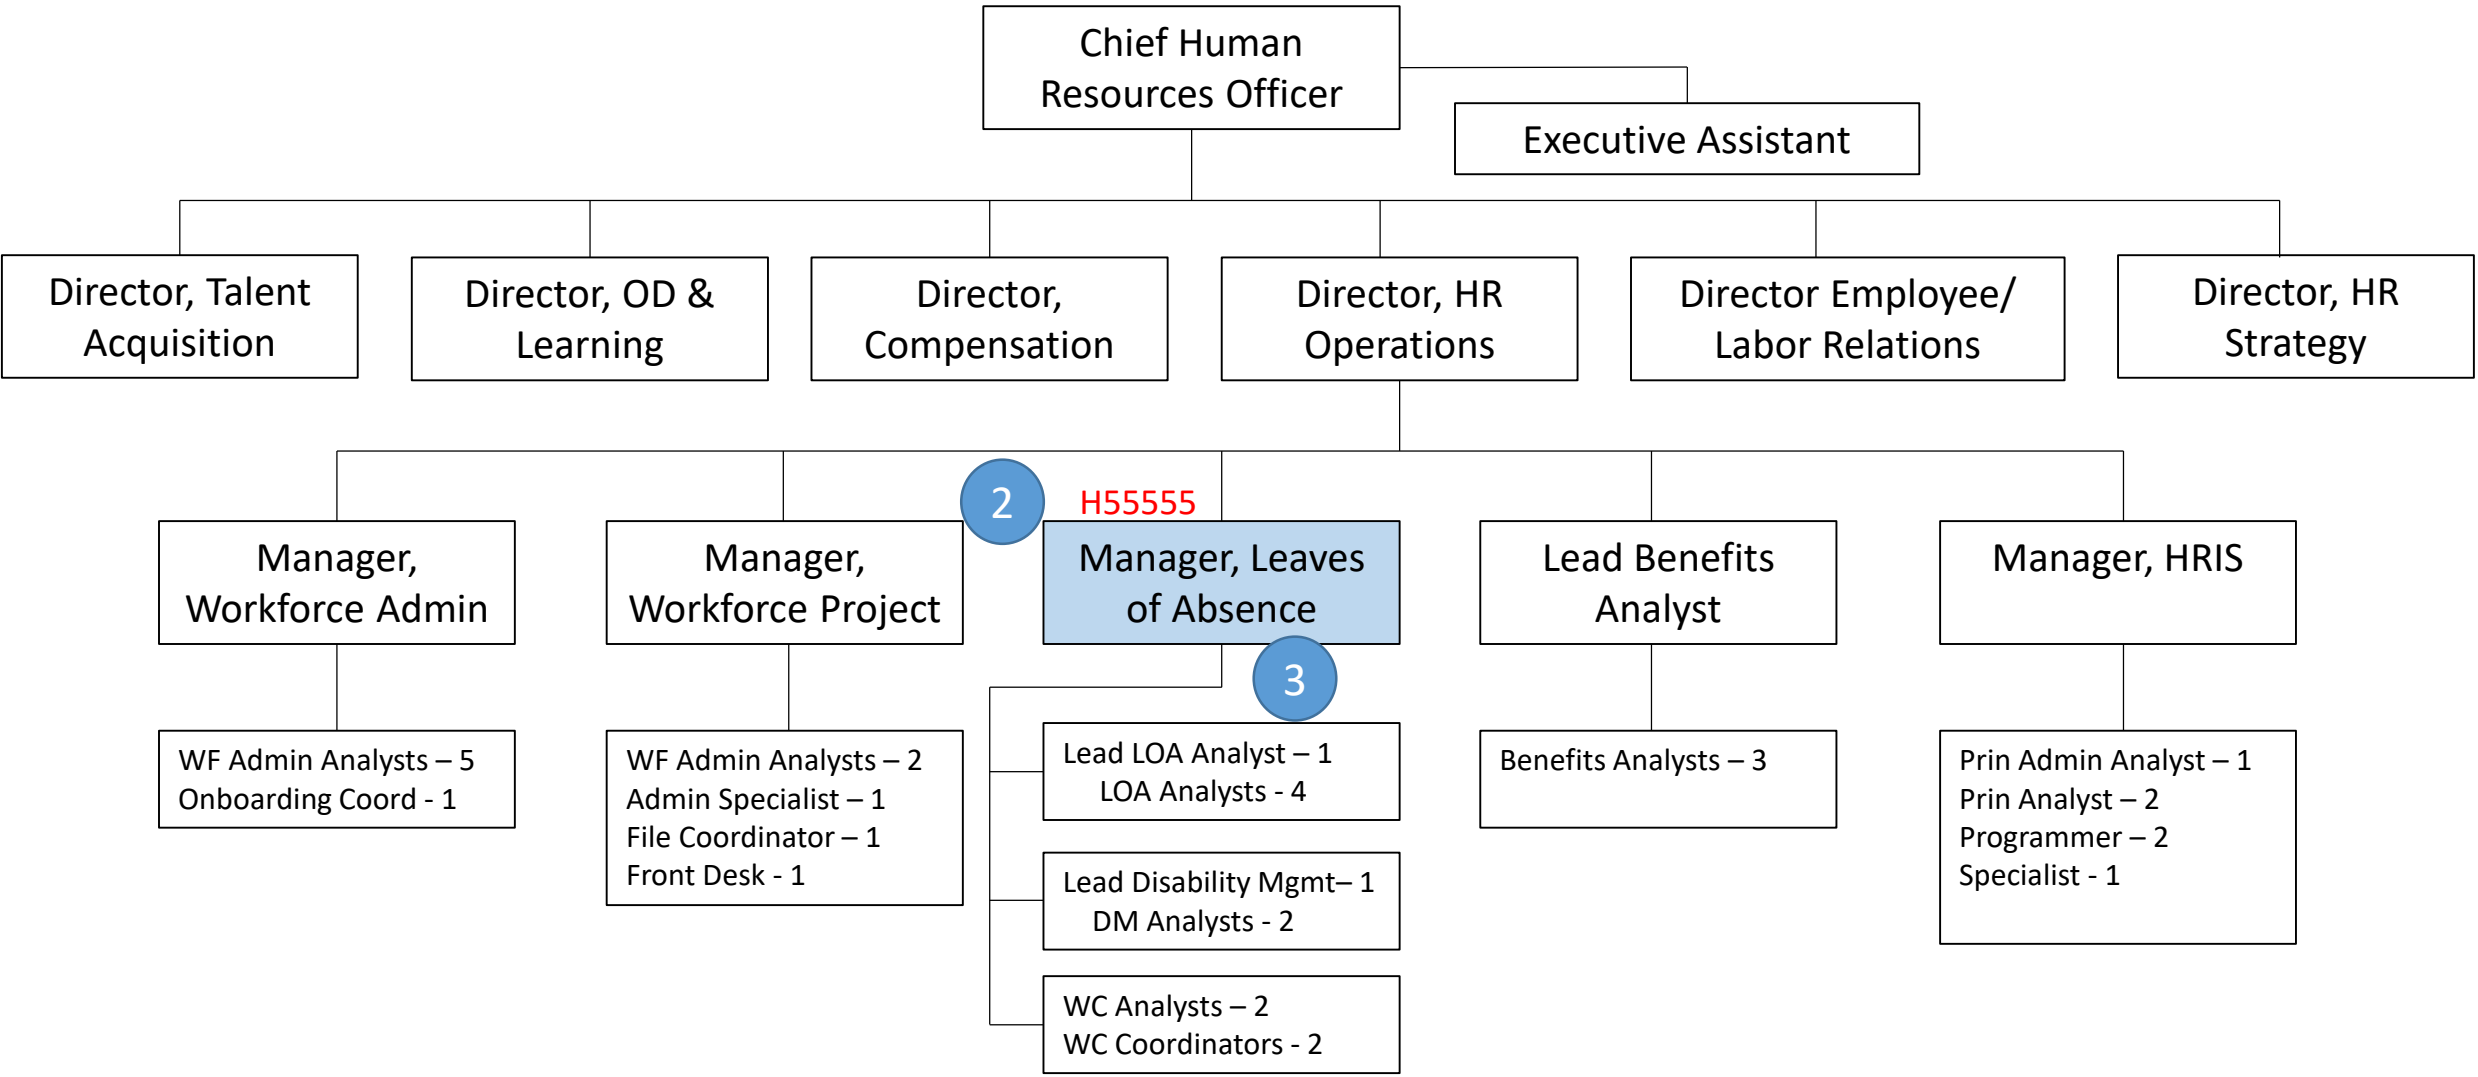 Chief Human
Resources Officer
Executive Assistant
Director, Talent
Acquisition
Director, OD &
Learning
Director,
Compensation
Director, HR
Operations
Director Employee/
Labor Relations
Director, HR
Strategy
2
H55555
Manager,
Workforce Admin
Manager,
Workforce Project
Manager, Leaves
of Absence
Lead Benefits
Analyst
Manager, HRIS
3
WF Admin Analysts – 5
Onboarding Coord - 1
WF Admin Analysts – 2
Admin Specialist – 1
File Coordinator – 1
Front Desk - 1
Lead LOA Analyst – 1
LOA Analysts - 4
Lead Disability Mgmt– 1
DM Analysts - 2
WC Analysts – 2
WC Coordinators - 2
Benefits Analysts – 3
Prin Admin Analyst – 1
Prin Analyst – 2
Programmer – 2
Specialist - 1